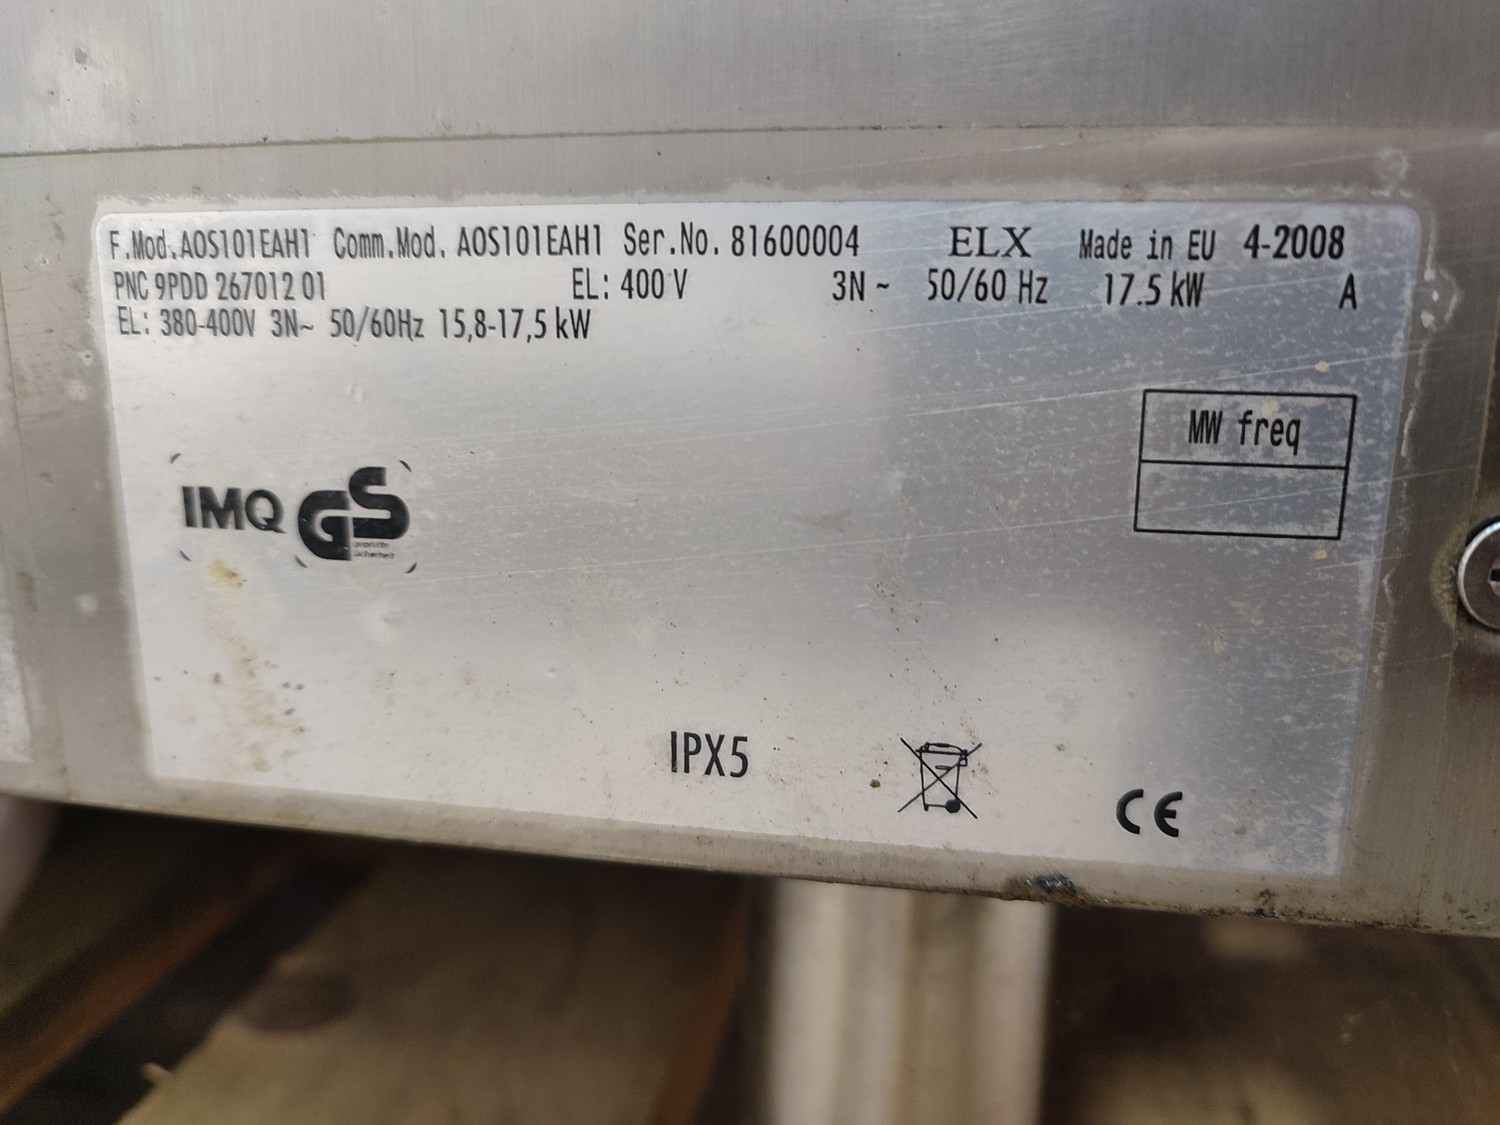 F.Mod.AOS101EAH1 Comm.Mod. AOS101EAH1 Ser.No. 81600004 ELX Made in EU 4-2008
PNC 9PDD 267012 01 EL: 400 V 3N ~ 50/60 Hz 17.5 kW A
EL: 380-400V 3N~ 50/60Hz 15,8-17,5 kW
MW freq
IMQ GS
geprüfte
Sicherheit
IPX5
CE